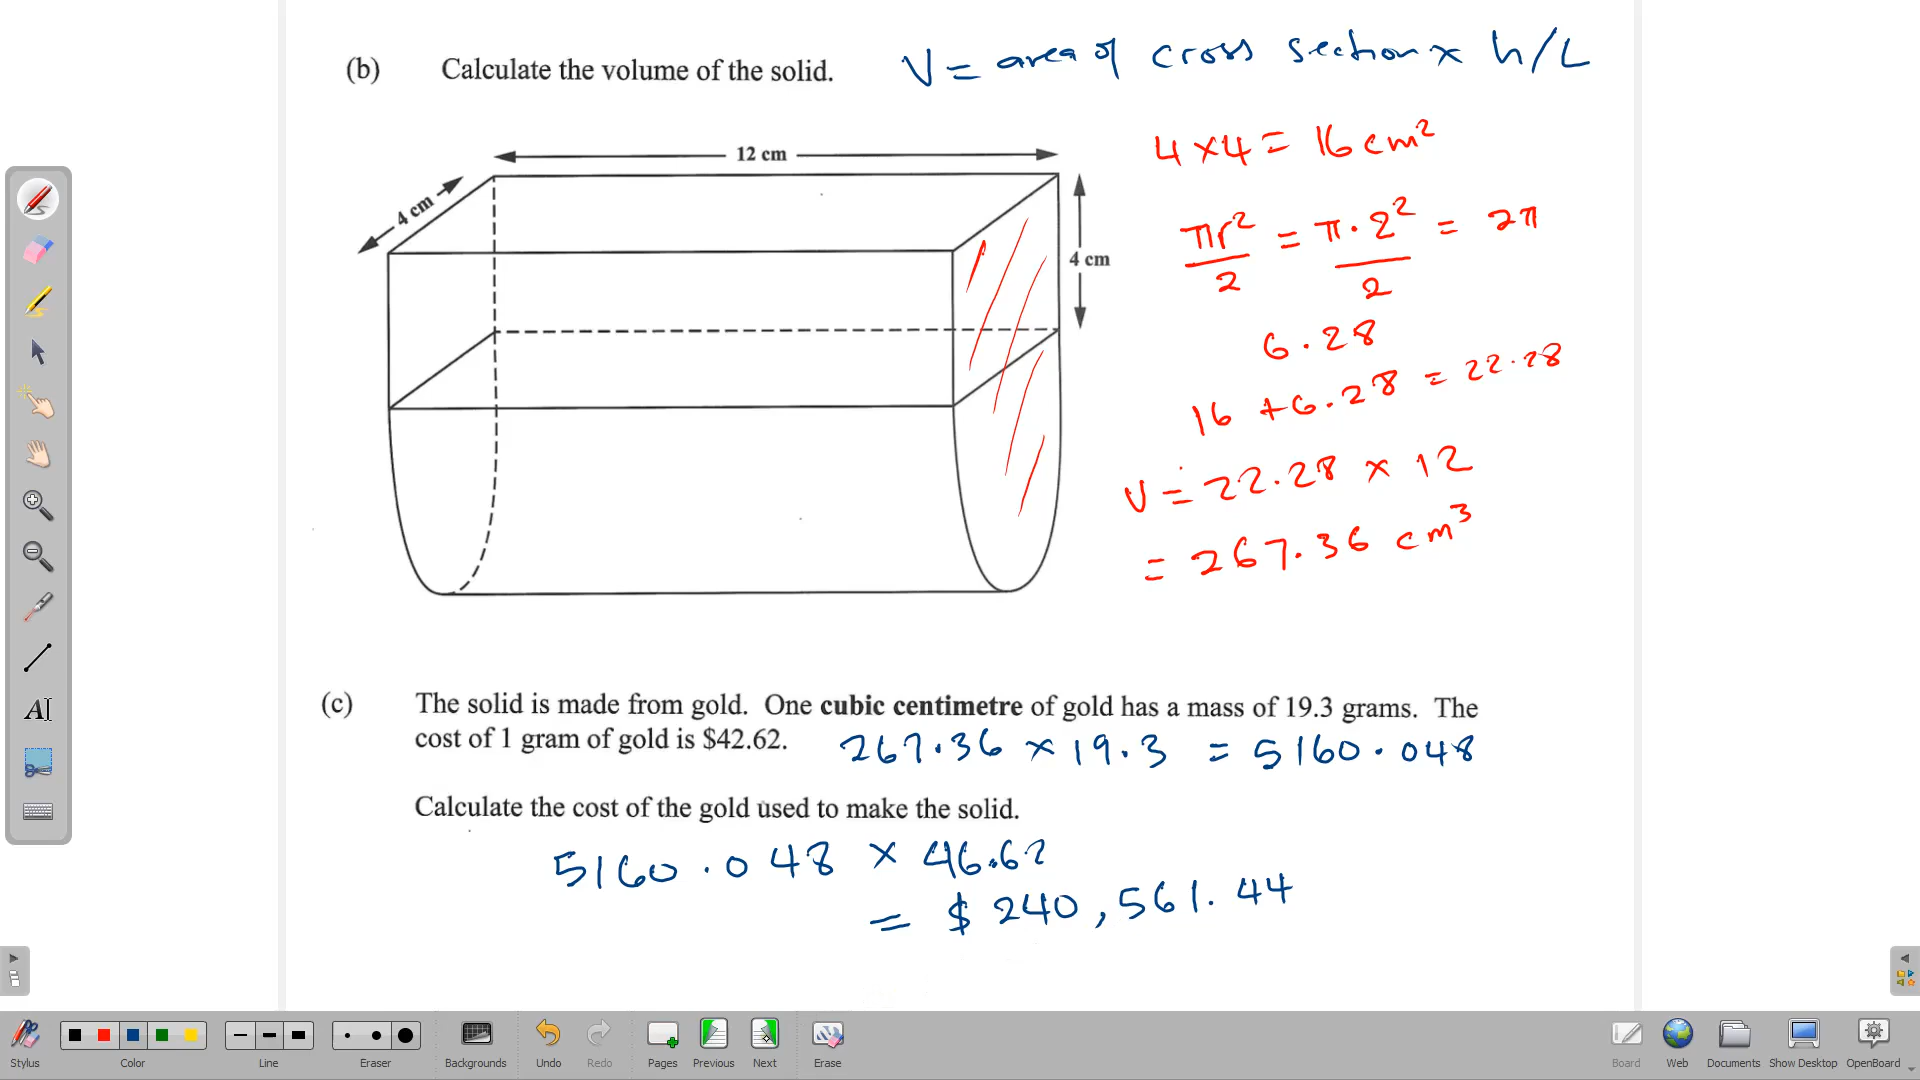 (b) Calculate the volume of the solid. V = area of cross section x h/L
12 cm
4 cm
4 cm
4 x 4 = 16 cm²
πr²/2 = π·2²/2 = 2π
6.28
16 + 6.28 = 22.28
V = 22.28 x 12
= 267.36 cm³
(c) The solid is made from gold. One cubic centimetre of gold has a mass of 19.3 grams. The
cost of 1 gram of gold is $42.62. 267.36 x 19.3 = 5160.048
Calculate the cost of the gold used to make the solid.
5160.048 x 46.62
= $ 240,561.44
Stylus Color Line Eraser Backgrounds Undo Redo Pages Previous Next Erase Board Web Documents Show Desktop OpenBoard